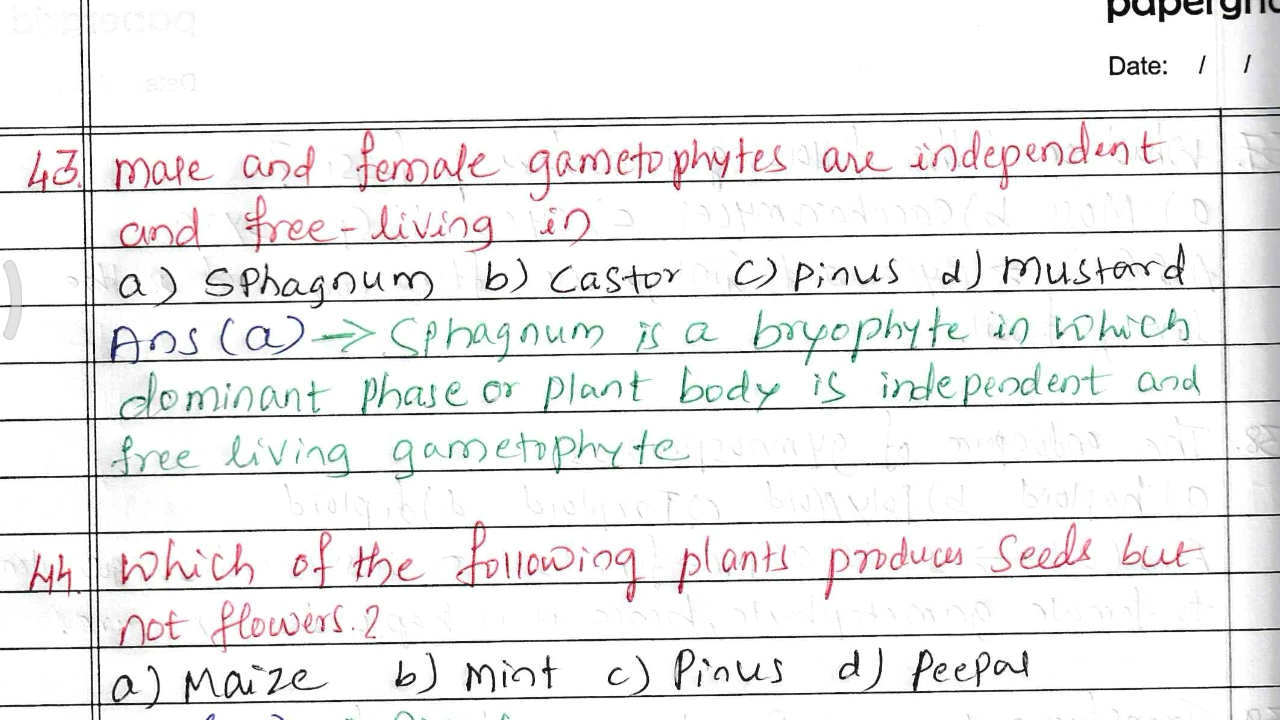 Date: / /
43. male and female gametophytes are independent
and free-living in
a) Sphagnum b) Castor c) Pinus d) Mustard
Ans (a) → Sphagnum is a bryophyte in which
dominant phase or plant body is independent and
free living gametophyte
44. Which of the following plants produces seeds but
not flowers.?
a) Maize b) Mint c) Pinus d) Peepal